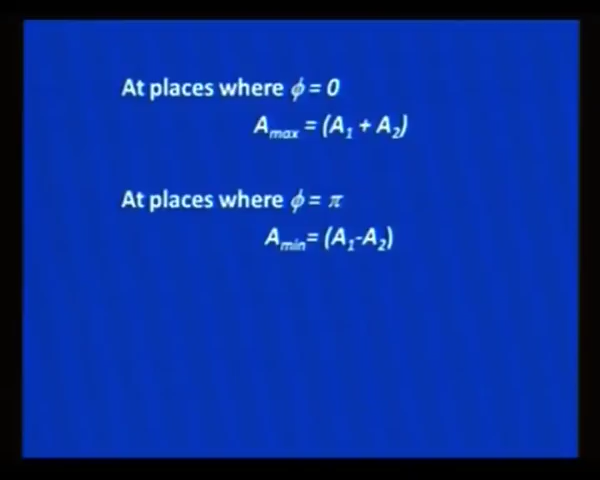 At places where ϕ = 0
A_max = (A_1 + A_2)
At places where ϕ = π
A_min = (A_1-A_2)